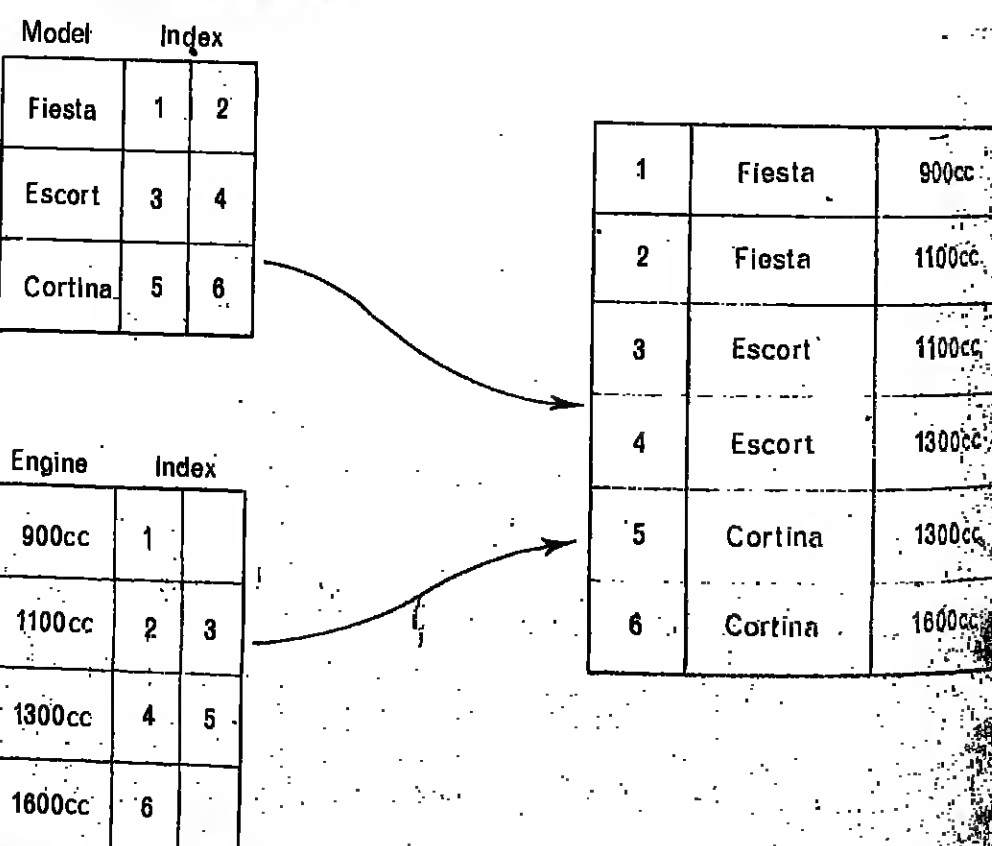 Model Index
Fiesta 1 2
Escort 3 4
Cortina 5 6
1 Fiesta 900cc
2 Fiesta 1100cc
3 Escort 1100cc
4 Escort 1300cc
5 Cortina 1300cc
6 Cortina 1600cc
Engine Index
900cc 1
1100cc 2 3
1300cc 4 5
1600cc 6